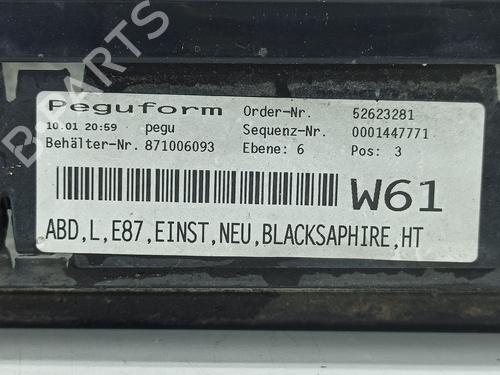 B-PARTS
Peguform Order-Nr. 52623281
10.01 20:59 pegu Sequenz-Nr. 0001447771
Behälter-Nr. 871006093 Ebene: 6 Pos: 3
W61
ABD,L,E87,EINST,NEU,BLACKSAPHIRE,HT